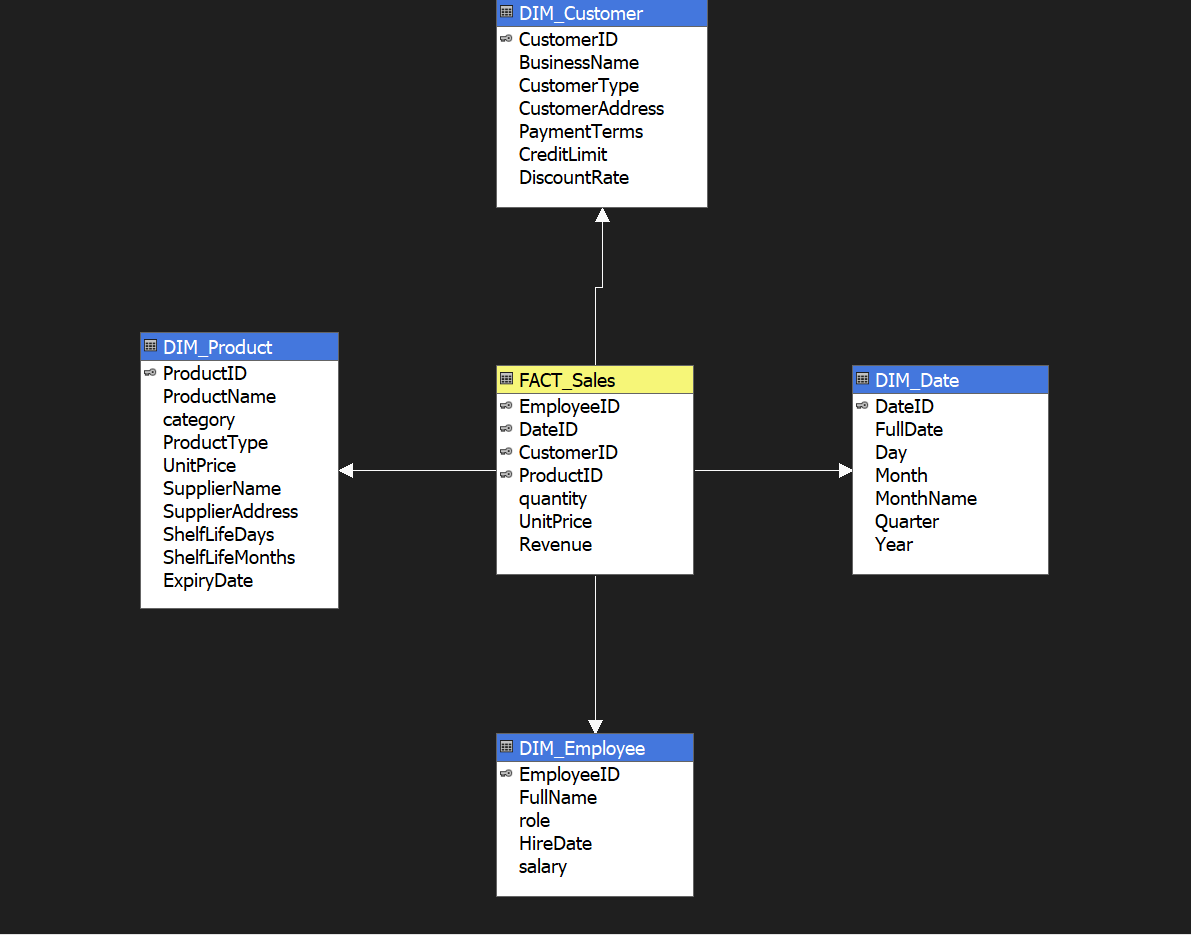 DIM_Customer
CustomerID
BusinessName
CustomerType
CustomerAddress
PaymentTerms
CreditLimit
DiscountRate
DIM_Product
ProductID
ProductName
category
ProductType
UnitPrice
SupplierName
SupplierAddress
ShelfLifeDays
ShelfLifeMonths
ExpiryDate
FACT_Sales
EmployeeID
DateID
CustomerID
ProductID
quantity
UnitPrice
Revenue
DIM_Date
DateID
FullDate
Day
Month
MonthName
Quarter
Year
DIM_Employee
EmployeeID
FullName
role
HireDate
salary